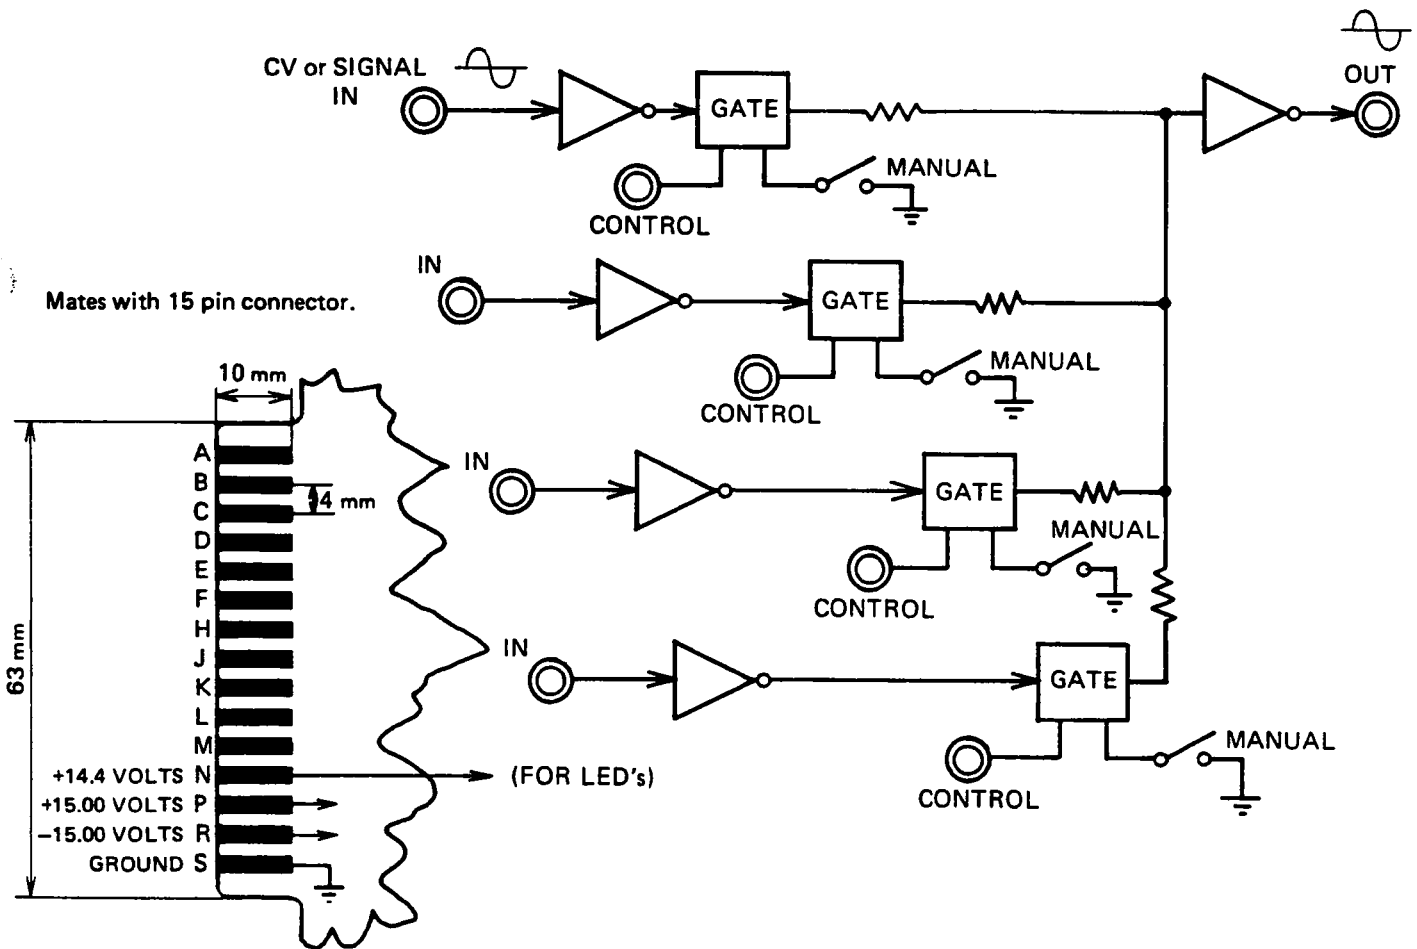 CV or SIGNAL
IN
GATE
MANUAL
CONTROL
OUT
IN
GATE
MANUAL
CONTROL
Mates with 15 pin connector.
IN
GATE
MANUAL
CONTROL
IN
GATE
MANUAL
CONTROL
10 mm
63 mm
4 mm
A
B
C
D
E
F
H
J
K
L
M
+14.4 VOLTS N (FOR LED's)
+15.00 VOLTS P
–15.00 VOLTS R
GROUND S